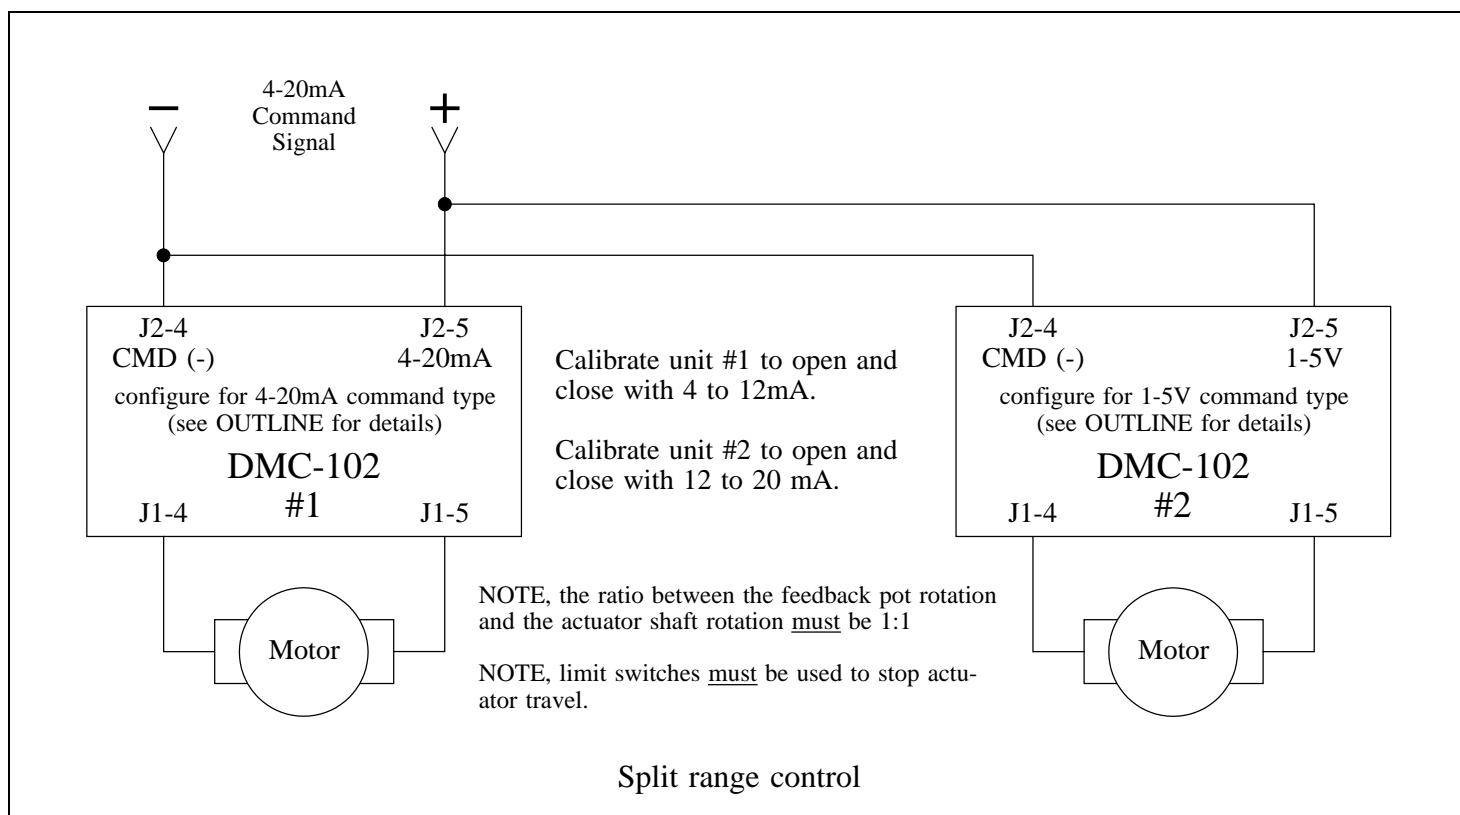 4-20mA
Command
Signal
−
+
J2-4
J2-5
CMD (-)
4-20mA
configure for 4-20mA command type
(see OUTLINE for details)
DMC-102
#1
J1-4
J1-5
Motor
Calibrate unit #1 to open and
close with 4 to 12mA.
Calibrate unit #2 to open and
close with 12 to 20 mA.
NOTE, the ratio between the feedback pot rotation
and the actuator shaft rotation must be 1:1
NOTE, limit switches must be used to stop actu-
ator travel.
J2-4
J2-5
CMD (-)
1-5V
configure for 1-5V command type
(see OUTLINE for details)
DMC-102
#2
J1-4
J1-5
Motor
Split range control